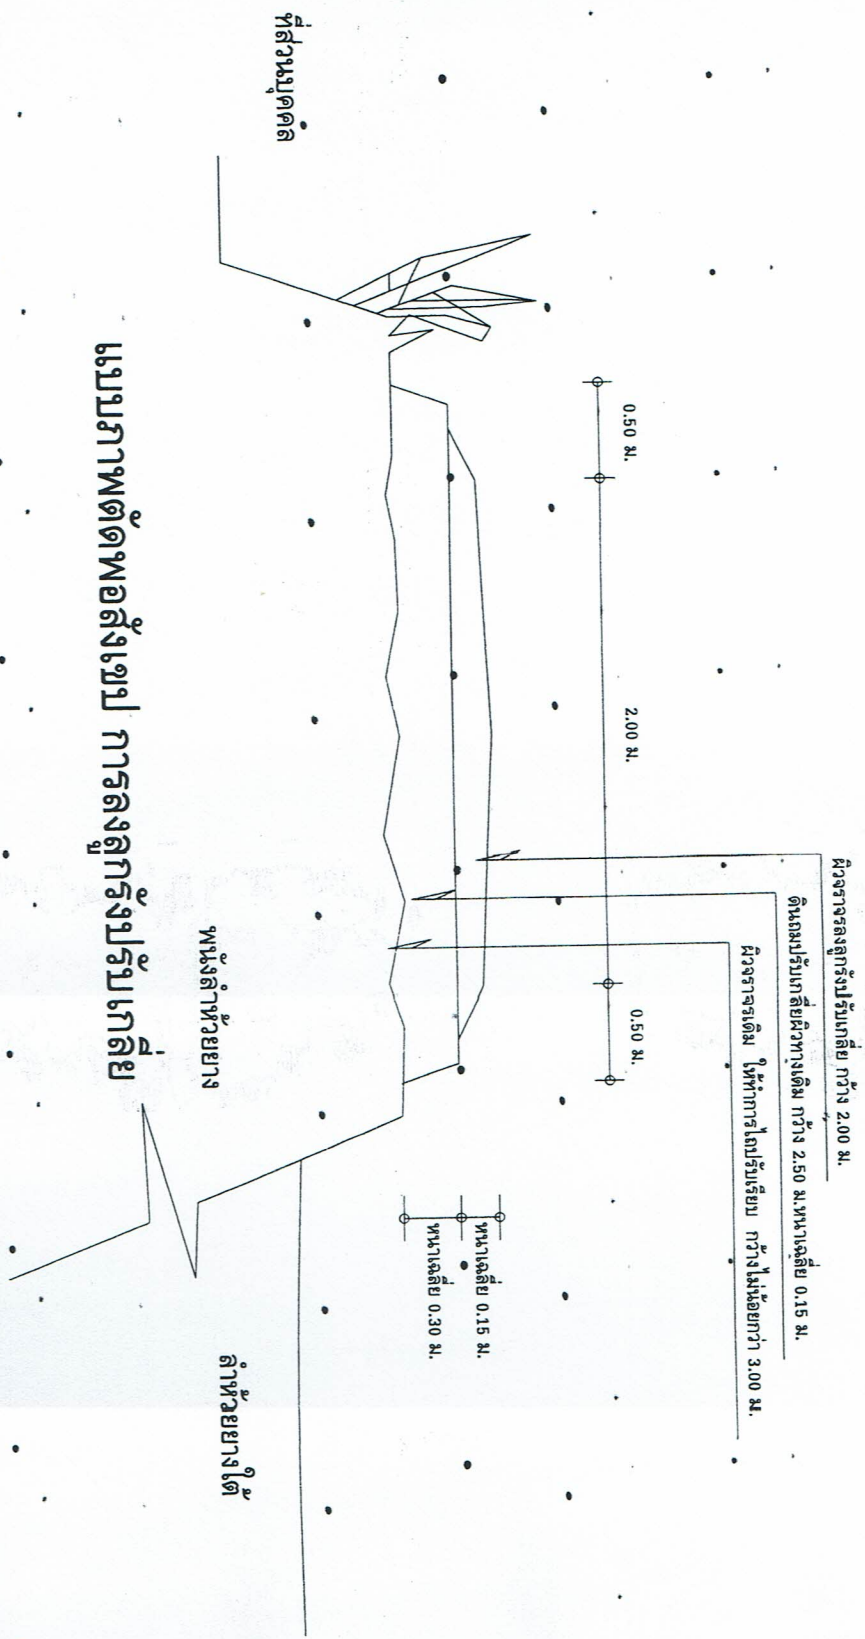 ผิวจราจรลงลูกรังปรับเกลี่ย กว้าง 2.00 ม.
ดินถมปรับเกลี่ยผิวทางเดิม กว้าง 2.50 ม.หนาเฉลี่ย 0.15 ม.
ผิวจราจรเดิม ให้ทำการไถปรับเรียบ กว้างไม่น้อยกว่า 3.00 ม.
0.50 ม.
2.00 ม.
0.50 ม.
หนาเฉลี่ย 0.15 ม.
หนาเฉลี่ย 0.30 ม.
ที่ส่วนบุคคล
พนังลำห้วยยาง
ลำห้วยยางใต้
แบบภาพตัดพอสังเขป การลงลูกรังปรับเกลี่ย